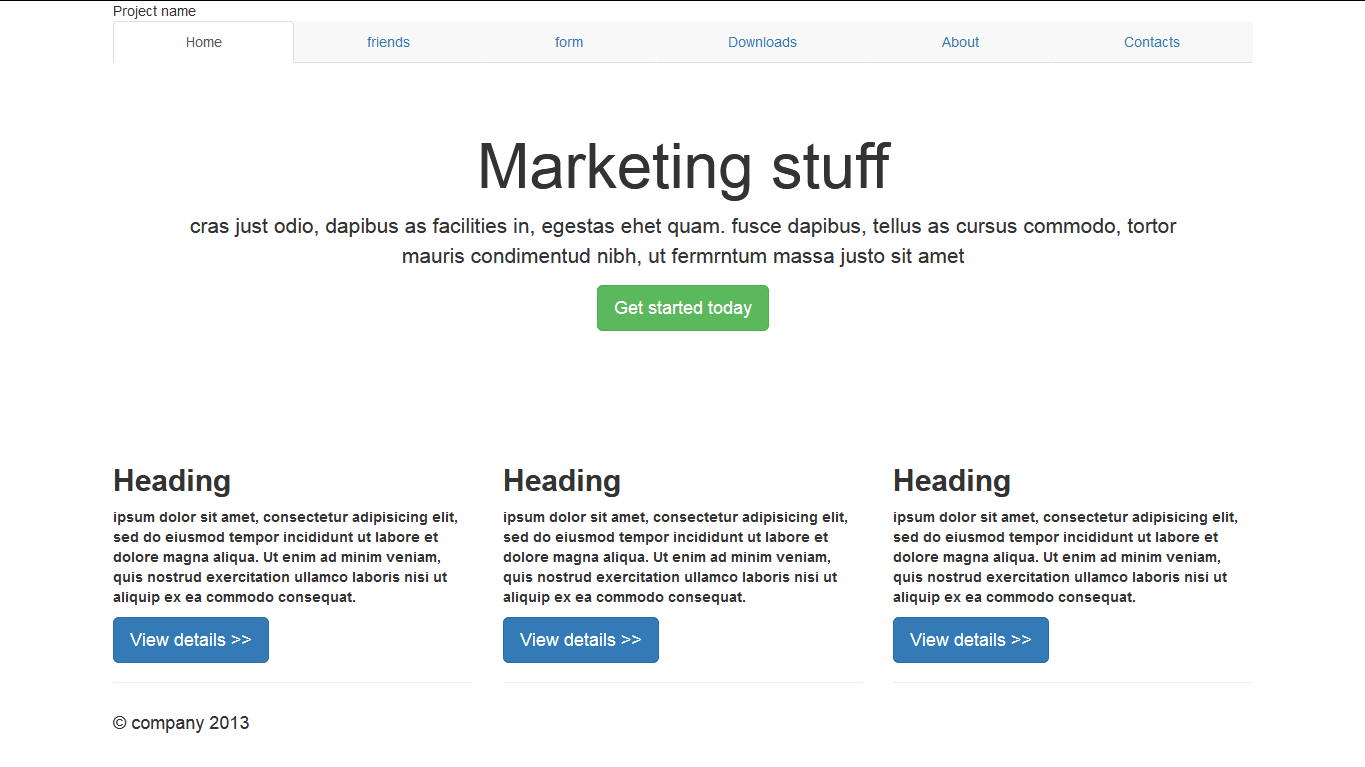 Project name
Home friends form Downloads About Contacts
Marketing stuff
cras just odio, dapibus as facilities in, egestas ehet quam. fusce dapibus, tellus as cursus commodo, tortor
mauris condimentud nibh, ut fermrntum massa justo sit amet
Get started today
Heading
ipsum dolor sit amet, consectetur adipisicing elit,
sed do eiusmod tempor incididunt ut labore et
dolore magna aliqua. Ut enim ad minim veniam,
quis nostrud exercitation ullamco laboris nisi ut
aliquip ex ea commodo consequat.
View details >>
Heading
ipsum dolor sit amet, consectetur adipisicing elit,
sed do eiusmod tempor incididunt ut labore et
dolore magna aliqua. Ut enim ad minim veniam,
quis nostrud exercitation ullamco laboris nisi ut
aliquip ex ea commodo consequat.
View details >>
Heading
ipsum dolor sit amet, consectetur adipisicing elit,
sed do eiusmod tempor incididunt ut labore et
dolore magna aliqua. Ut enim ad minim veniam,
quis nostrud exercitation ullamco laboris nisi ut
aliquip ex ea commodo consequat.
View details >>
© company 2013